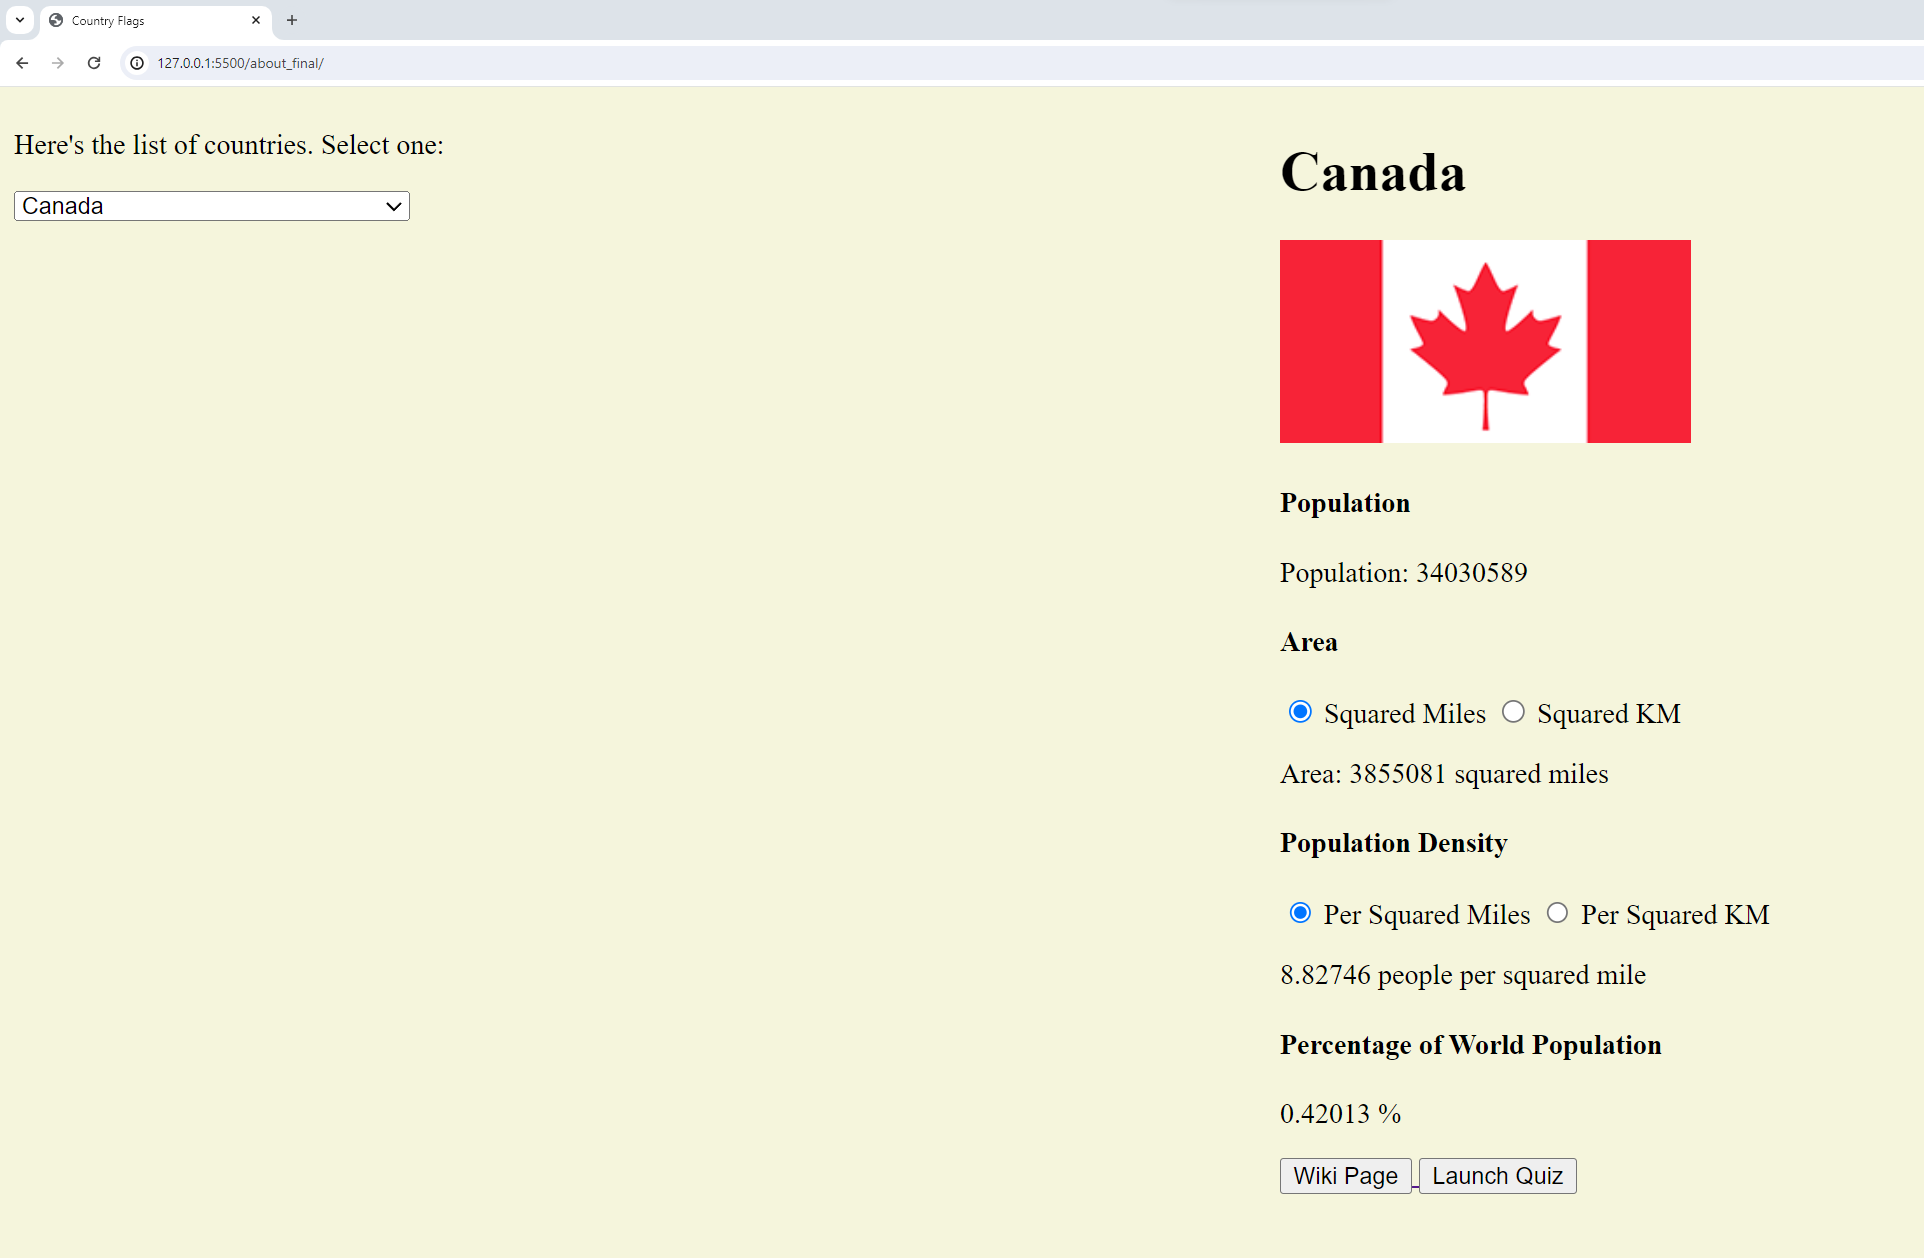 Country Flags
127.0.0.1:5500/about_final/
Here's the list of countries. Select one:
Canada
Canada
Population
Population: 34030589
Area
Squared Miles Squared KM
Area: 3855081 squared miles
Population Density
Per Squared Miles Per Squared KM
8.82746 people per squared mile
Percentage of World Population
0.42013 %
Wiki Page Launch Quiz